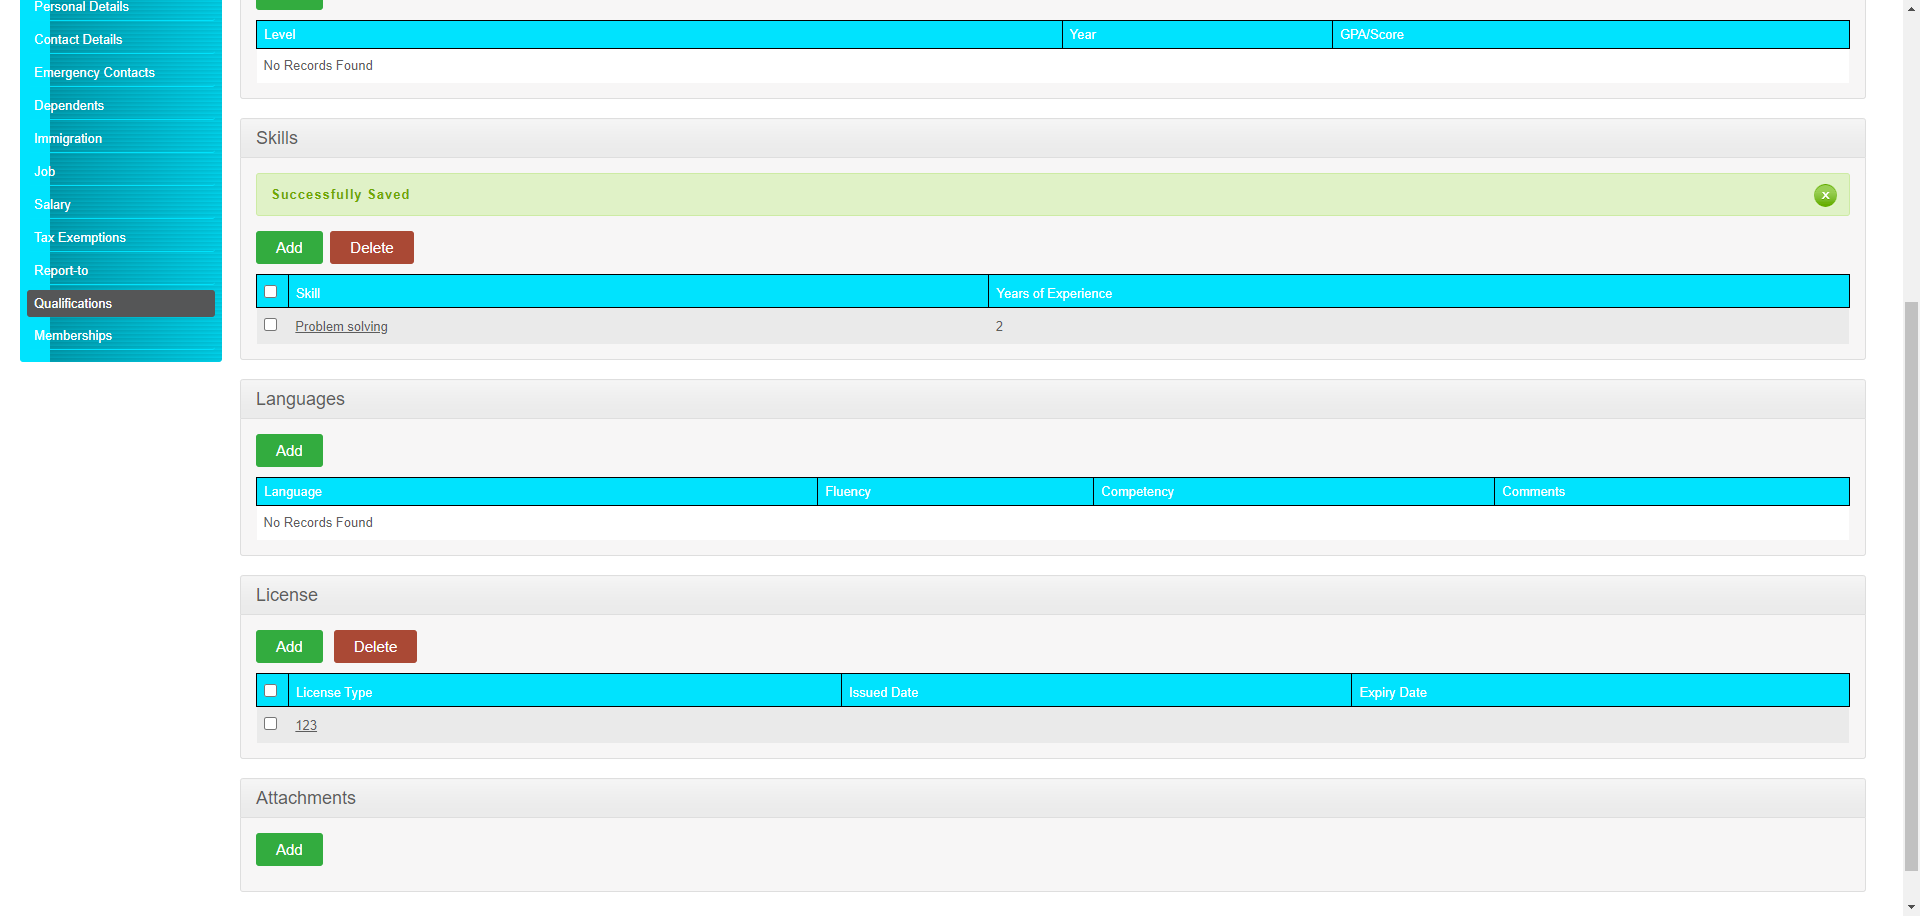 Personal Details
Contact Details
Emergency Contacts
Dependents
Immigration
Job
Salary
Tax Exemptions
Report-to
Qualifications
Memberships
Level Year GPA/Score
No Records Found
Skills
Successfully Saved x
Add Delete
Skill Years of Experience
Problem solving 2
Languages
Add
Language Fluency Competency Comments
No Records Found
License
Add Delete
License Type Issued Date Expiry Date
123
Attachments
Add